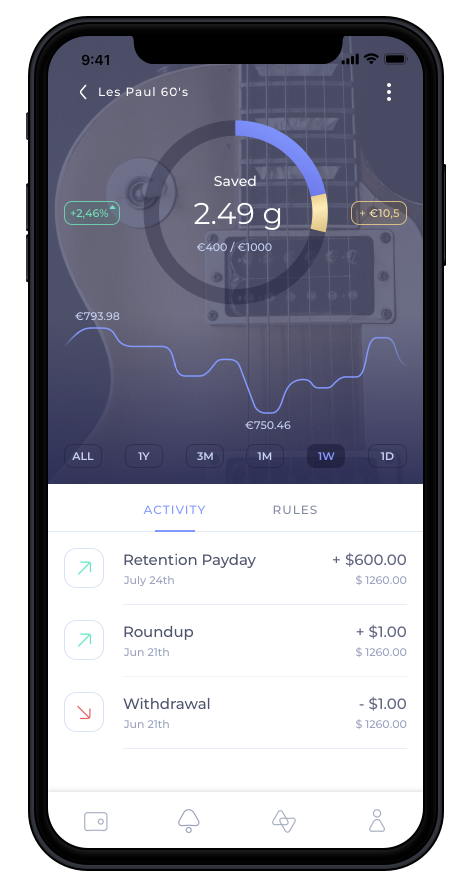 9:41
Les Paul 60's
Saved
+2,46%
2.49 g
+ €10,5
€400 / €1000
€793.98
€750.46
ALL 1Y 3M 1M 1W 1D
ACTIVITY RULES
Retention Payday + $600.00
July 24th $ 1260.00
Roundup + $1.00
Jun 21th $ 1260.00
Withdrawal - $1.00
Jun 21th $ 1260.00